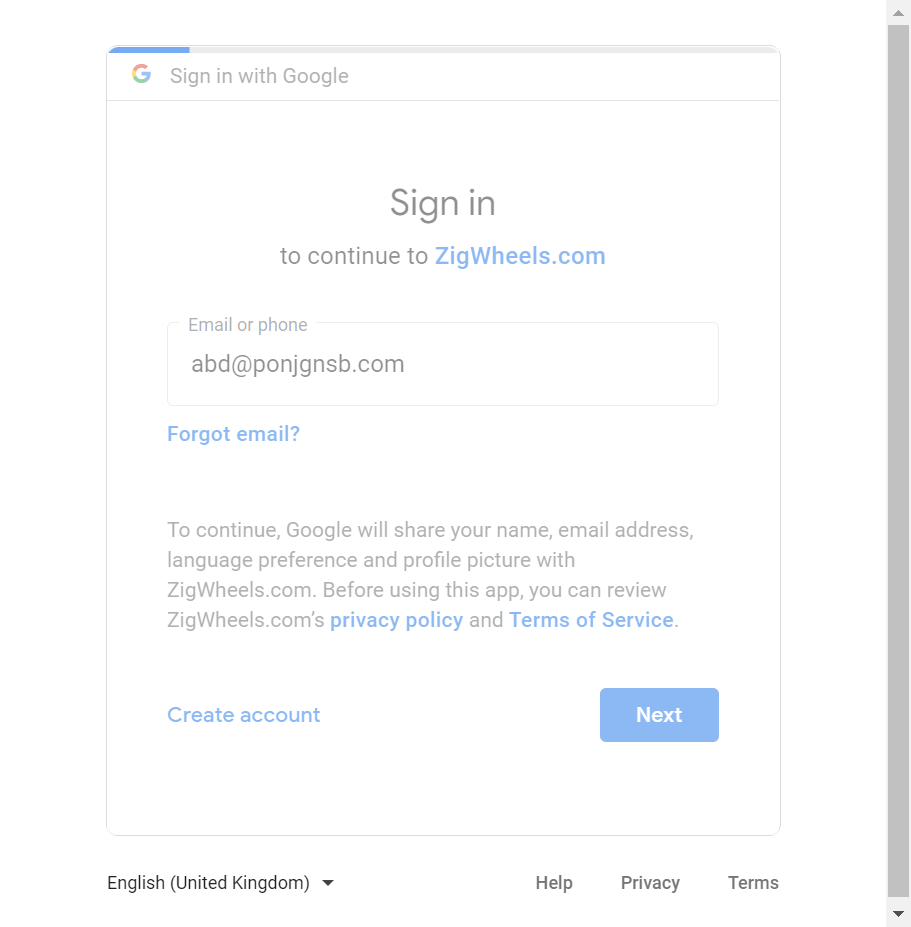 Sign in with Google
Sign in
to continue to ZigWheels.com
Email or phone
abd@ponjgnsb.com
Forgot email?
To continue, Google will share your name, email address,
language preference and profile picture with
ZigWheels.com. Before using this app, you can review
ZigWheels.com’s privacy policy and Terms of Service.
Create account
Next
English (United Kingdom)
Help
Privacy
Terms